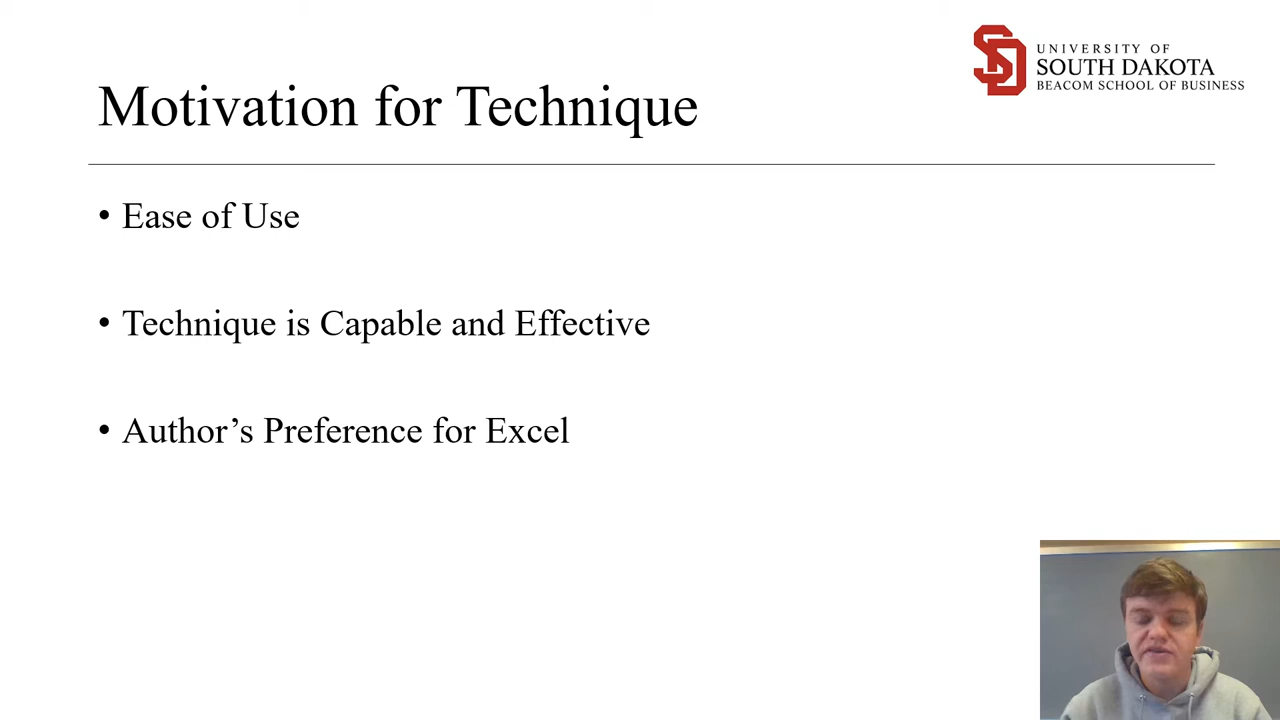 UNIVERSITY OF
SOUTH DAKOTA
BEACOM SCHOOL OF BUSINESS
Motivation for Technique
• Ease of Use
• Technique is Capable and Effective
• Author’s Preference for Excel